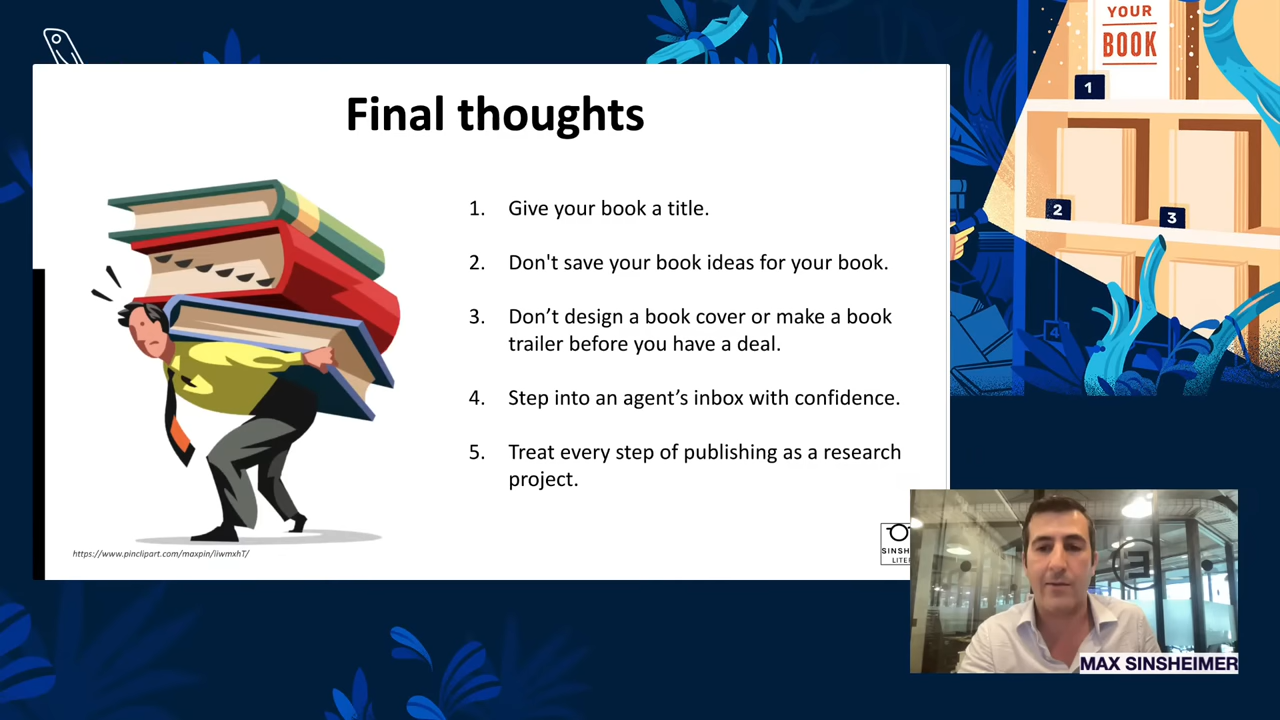 YOUR
BOOK
1
2
3
4
Final thoughts
1. Give your book a title.
2. Don't save your book ideas for your book.
3. Don’t design a book cover or make a book
trailer before you have a deal.
4. Step into an agent’s inbox with confidence.
5. Treat every step of publishing as a research
project.
https://www.pinclipart.com/maxpin/iiwmxhT/
SINSH
LITE
MAX SINSHEIMER